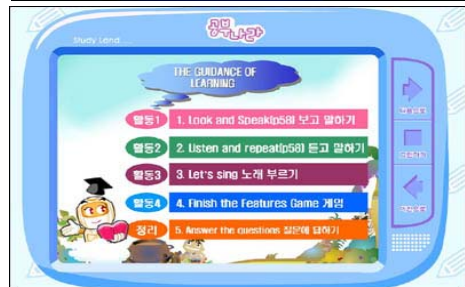 공부나라
Study Land
THE GUIDANCE OF
LEARNING
활동1 1. Look and Speak(p58) 보고 말하기
활동2 2. Listen and repeat(p58) 듣고 말하기
활동3 3. Let's sing 노래 부르기
활동4 4. Finish the Features Game 게임
정리 5. Answer the questions 질문에 답하기